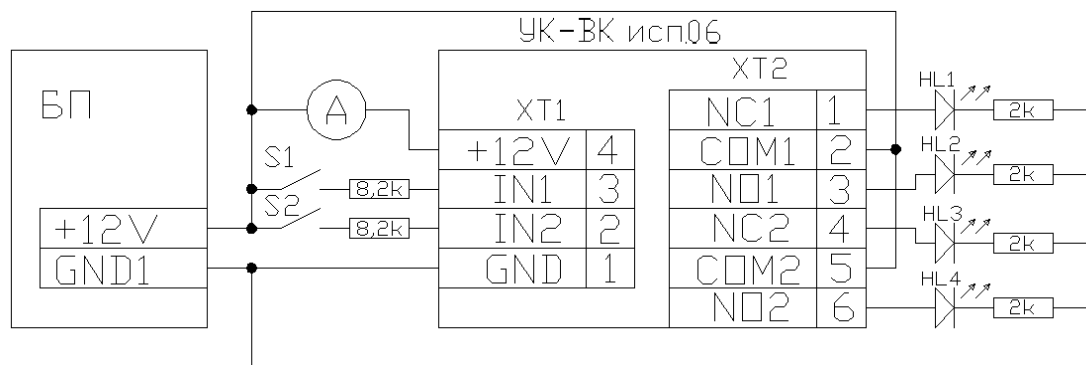 УК-ВК исп.06
БП
А
XT1
XT2
+12V 4
IN1 3
IN2 2
GND 1
S1
S2
8,2k
8,2k
+12V
GND1
NC1 1
COM1 2
NO1 3
NC2 4
COM2 5
NO2 6
HL1
2k
HL2
2k
HL3
2k
HL4
2k